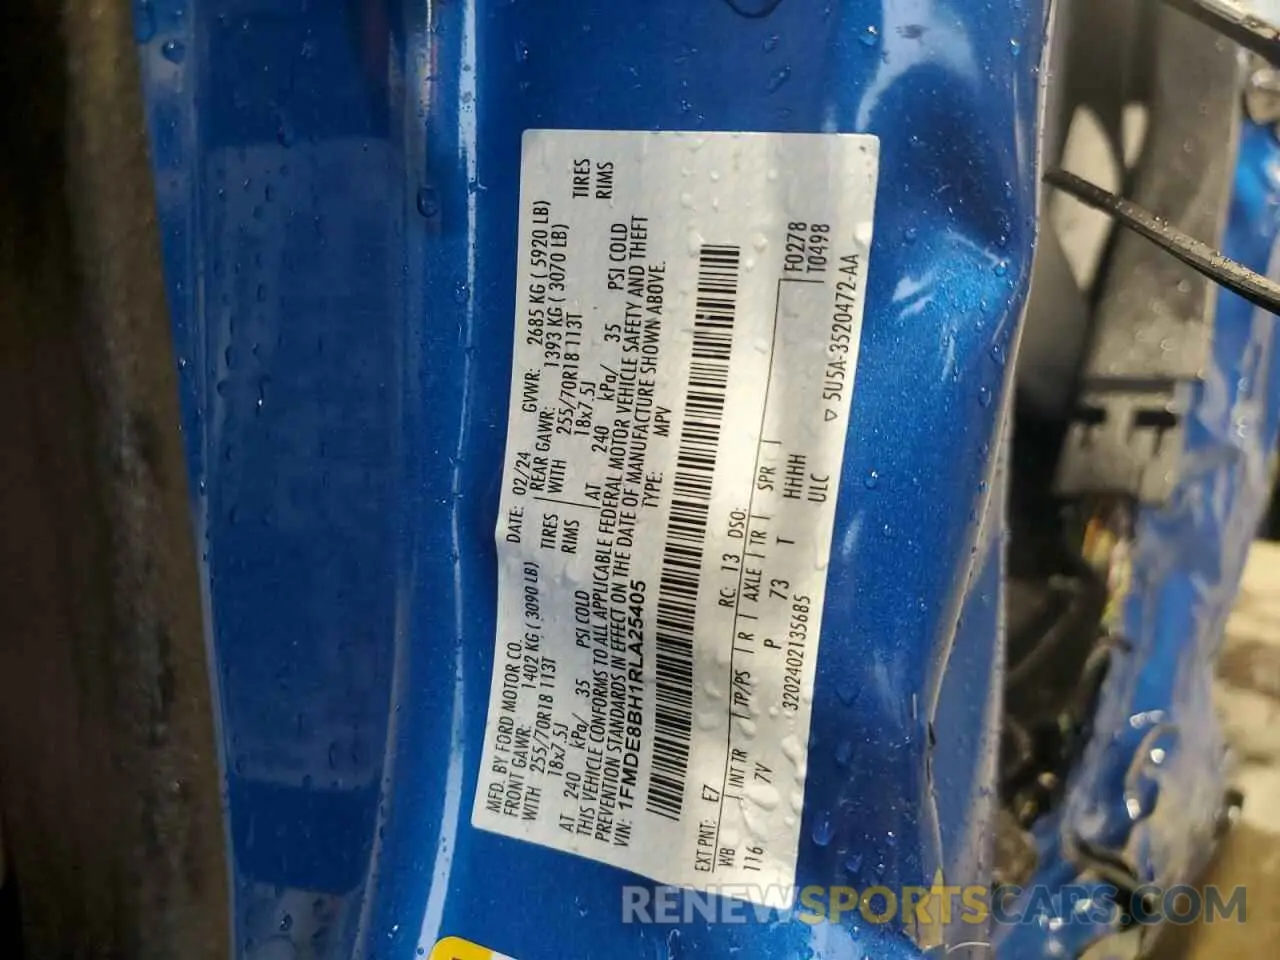 MFD. BY FORD MOTOR CO.
DATE: 02/24 GVWR: 2685 KG ( 5920 LB)
FRONT GAWR: 1402 KG ( 3090 LB) REAR GAWR: 1393 KG ( 3070 LB)
WITH 255/70R18 113T TIRES WITH 255/70R18 113T TIRES
18x7.5J RIMS 18x7.5J RIMS
AT 240 kPa/ 35 PSI COLD AT 240 kPa/ 35 PSI COLD
THIS VEHICLE CONFORMS TO ALL APPLICABLE FEDERAL MOTOR VEHICLE SAFETY AND THEFT
PREVENTION STANDARDS IN EFFECT ON THE DATE OF MANUFACTURE SHOWN ABOVE.
VIN: 1FMDE8BH1RLA25405 TYPE: MPV
EXT PNT: E7 RC: 13 DSO: F0278
WB INT TR TP/PS R AXLE TR SPR T0498
116 7V P 73 T HHHH
3202402135685 ULC
▽ 5U5A-3520472-AA
RENEWSPORTSCARS.COM